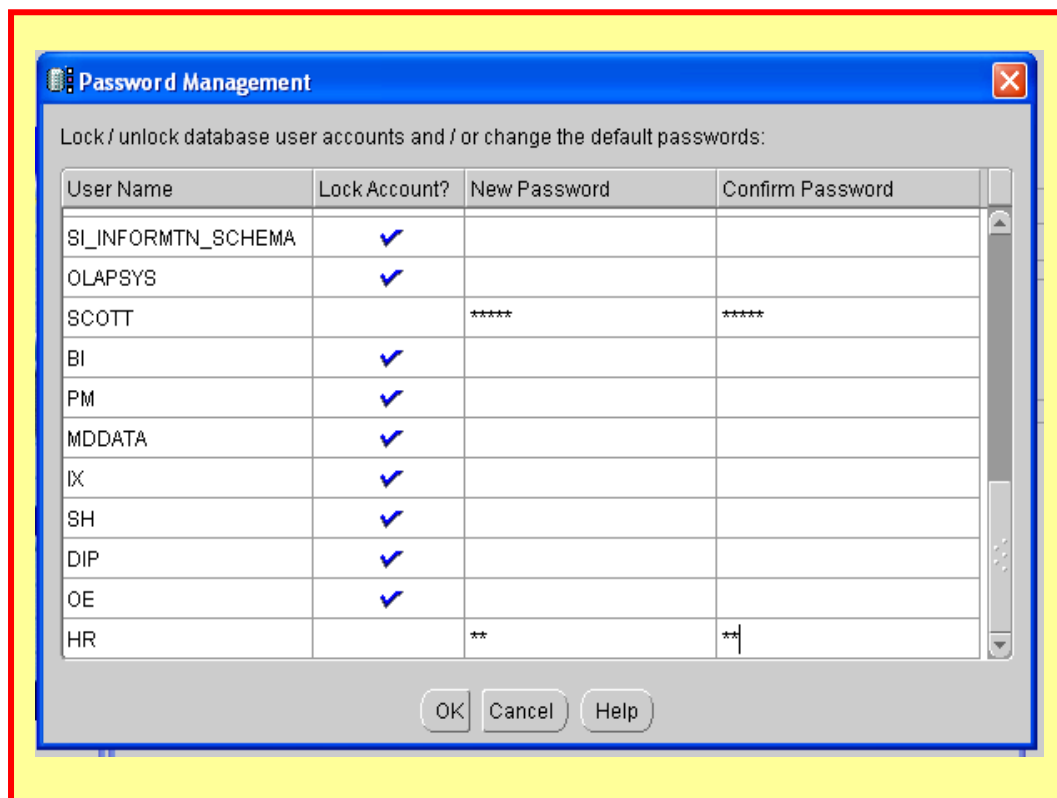 Password Management
Lock / unlock database user accounts and / or change the default passwords:
User Name Lock Account? New Password Confirm Password
SI_INFORMTN_SCHEMA
OLAPSYS
SCOTT ***** *****
BI
PM
MDDATA
IX
SH
DIP
OE
HR ** **
OK Cancel Help